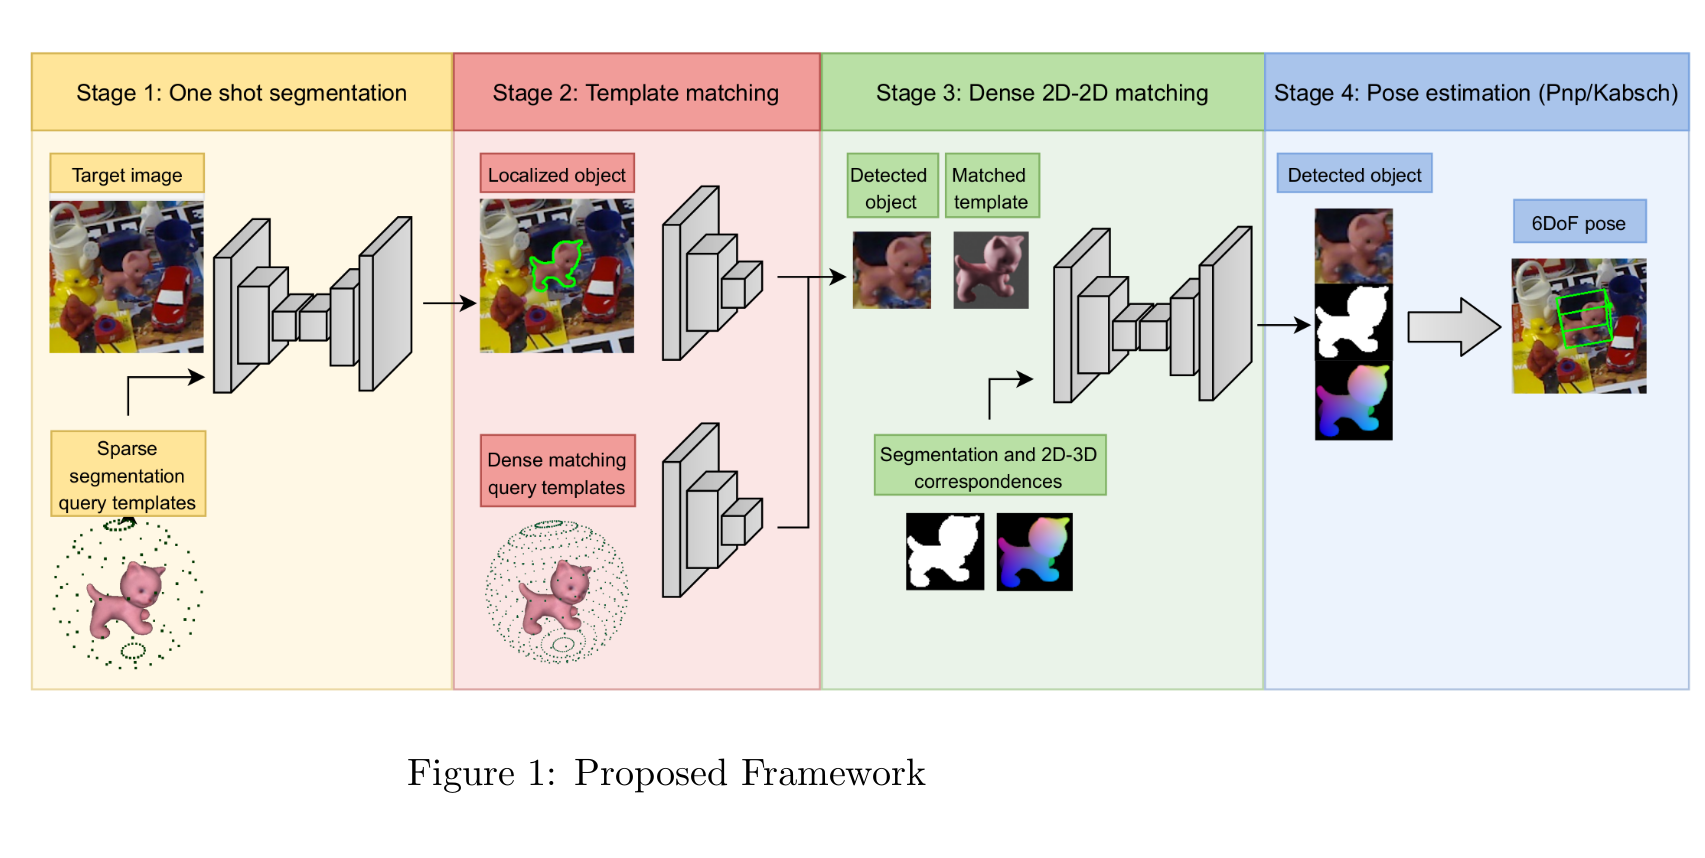 Stage 1: One shot segmentation
Stage 2: Template matching
Stage 3: Dense 2D-2D matching
Stage 4: Pose estimation (Pnp/Kabsch)
Target image
Sparse
segmentation
query templates
Localized object
Dense matching
query templates
Detected
object
Matched
template
Segmentation and 2D-3D
correspondences
Detected object
6DoF pose
Figure 1: Proposed Framework